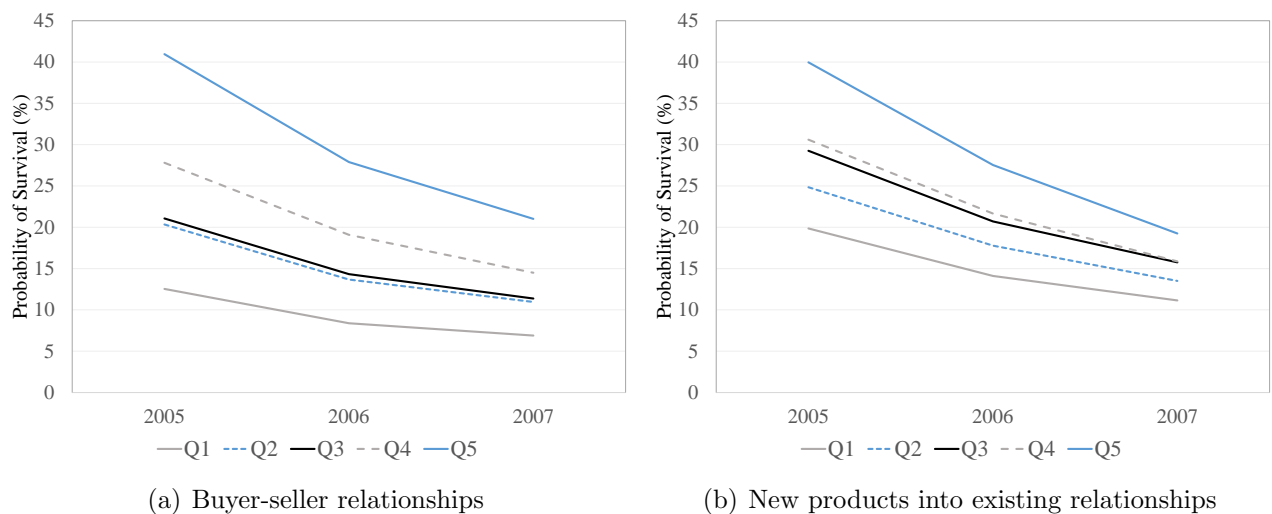 Probability of Survival (%)
45
40
35
30
25
20
15
10
5
0
2005 2006 2007
Q1 Q2 Q3 Q4 Q5
(a) Buyer-seller relationships
Probability of Survival (%)
45
40
35
30
25
20
15
10
5
0
2005 2006 2007
Q1 Q2 Q3 Q4 Q5
(b) New products into existing relationships